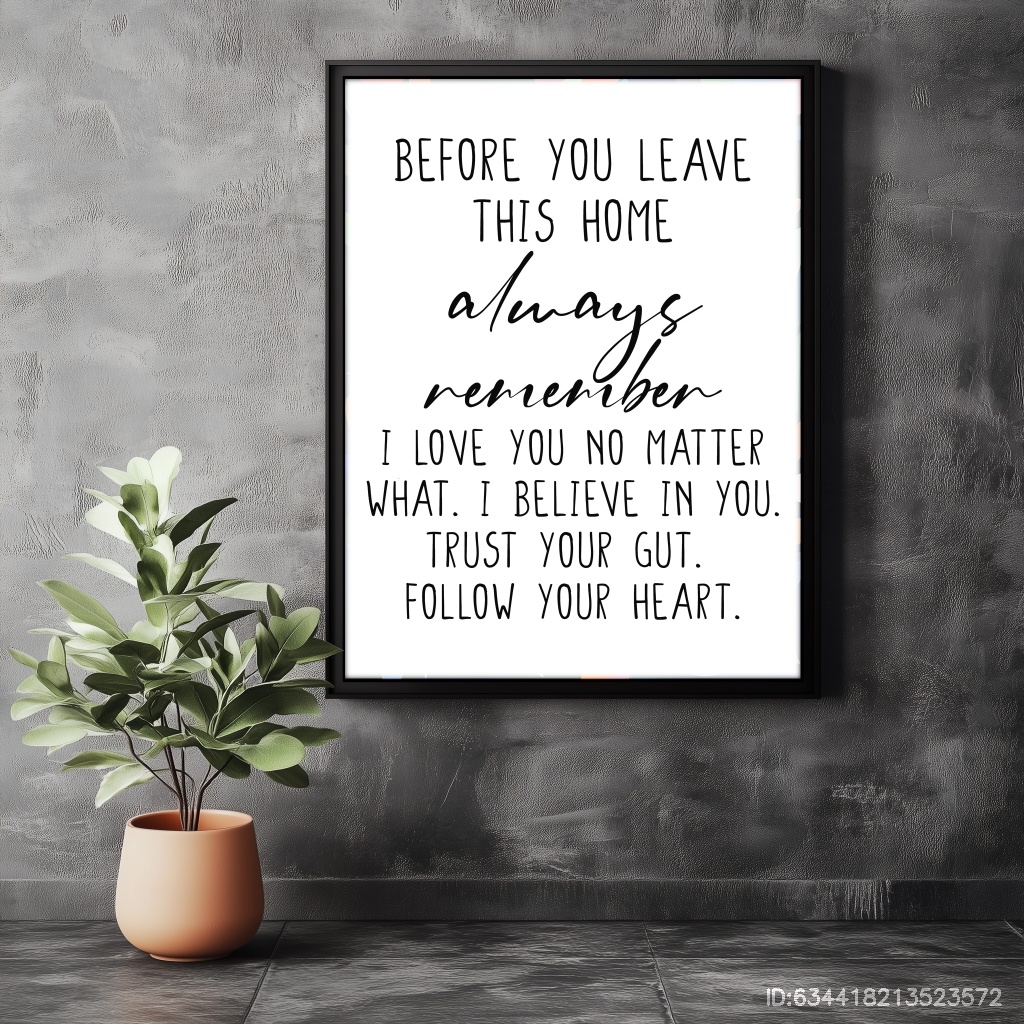 BEFORE YOU LEAVE
THIS HOME
always
remember
I LOVE YOU NO MATTER
WHAT. I BELIEVE IN YOU.
TRUST YOUR GUT.
FOLLOW YOUR HEART.
ID:634418213523572